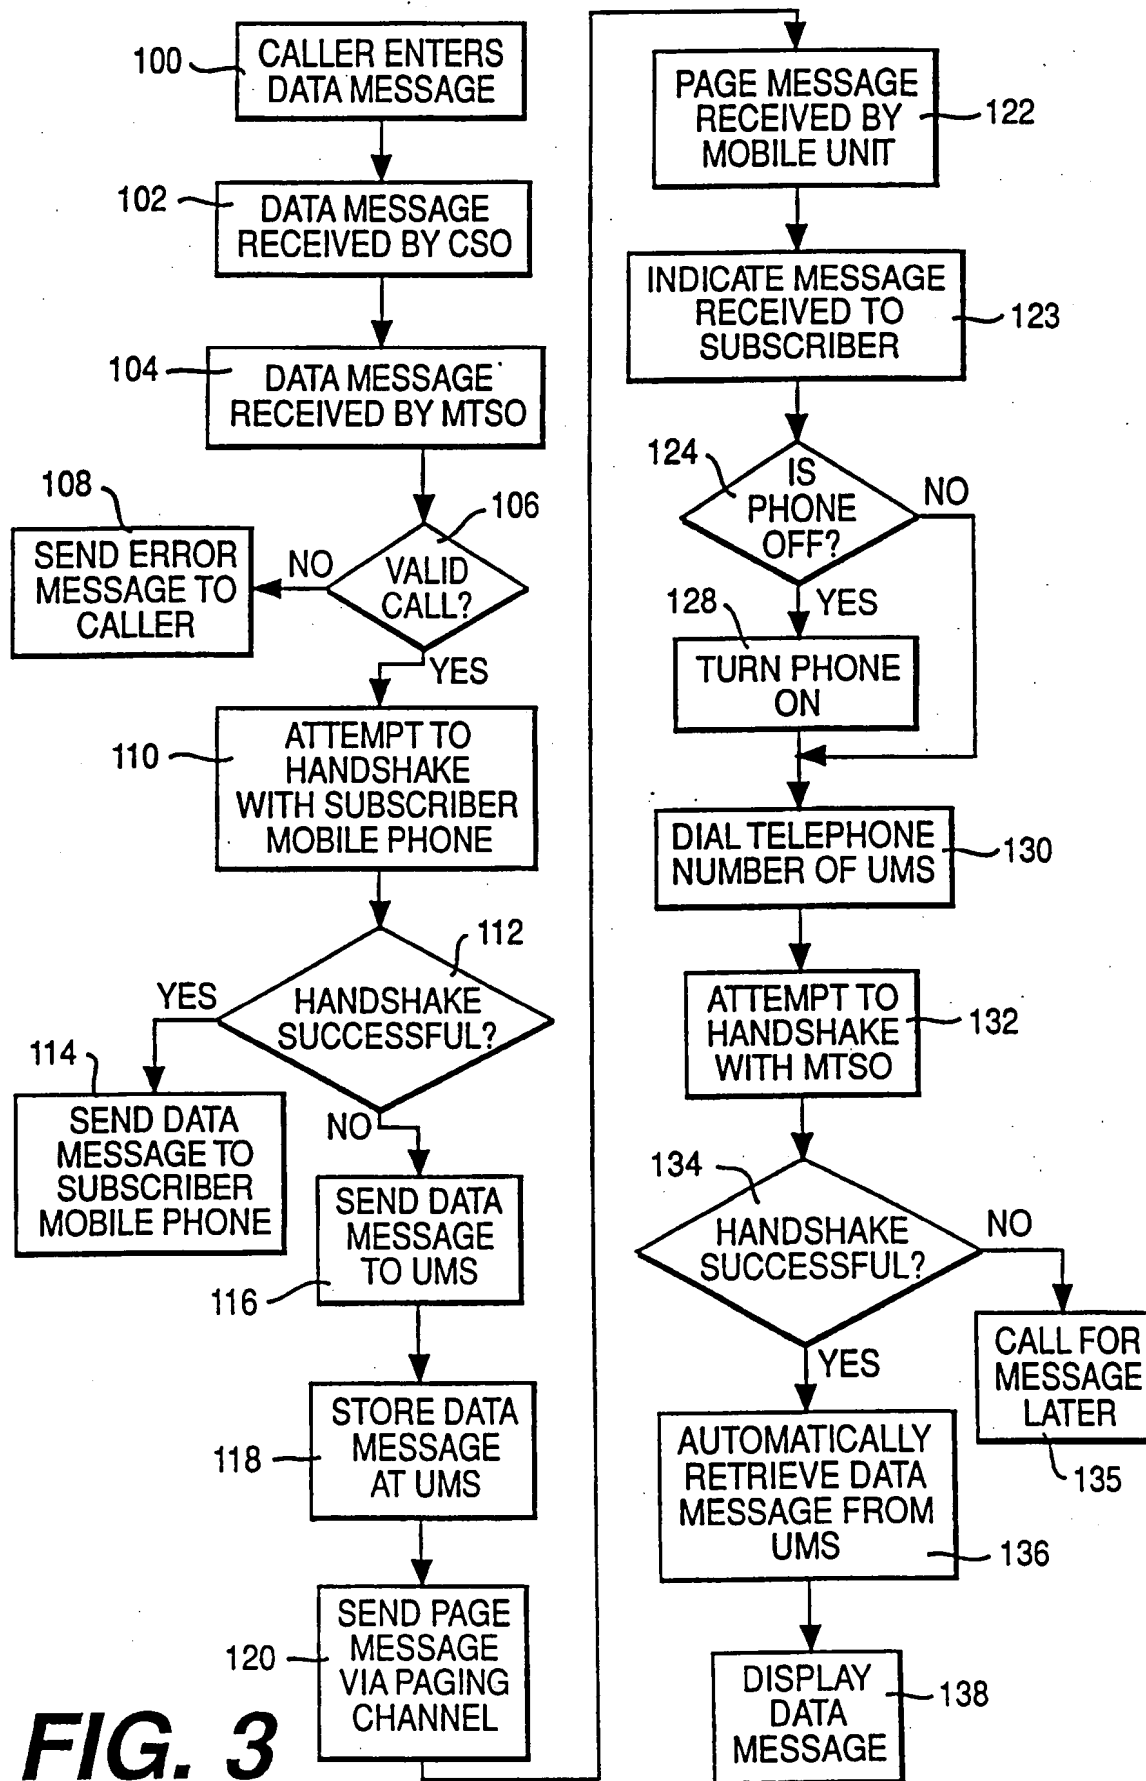 100
CALLER ENTERS
DATA MESSAGE
102
DATA MESSAGE
RECEIVED BY CSO
104
DATA MESSAGE
RECEIVED BY MTSO
106
VALID
CALL?
NO
108
SEND ERROR
MESSAGE TO
CALLER
YES
110
ATTEMPT TO
HANDSHAKE
WITH SUBSCRIBER
MOBILE PHONE
112
HANDSHAKE
SUCCESSFUL?
YES
114
SEND DATA
MESSAGE TO
SUBSCRIBER
MOBILE PHONE
NO
SEND DATA
MESSAGE
TO UMS
116
STORE DATA
MESSAGE
AT UMS
118
SEND PAGE
MESSAGE
VIA PAGING
CHANNEL
120
PAGE MESSAGE
RECEIVED BY
MOBILE UNIT
122
INDICATE MESSAGE
RECEIVED TO
SUBSCRIBER
123
124
IS
PHONE
OFF?
NO
YES
128
TURN PHONE
ON
DIAL TELEPHONE
NUMBER OF UMS
130
ATTEMPT TO
HANDSHAKE
WITH MTSO
132
134
HANDSHAKE
SUCCESSFUL?
NO
CALL FOR
MESSAGE
LATER
135
YES
AUTOMATICALLY
RETRIEVE DATA
MESSAGE FROM
UMS
136
DISPLAY
DATA
MESSAGE
138
FIG. 3